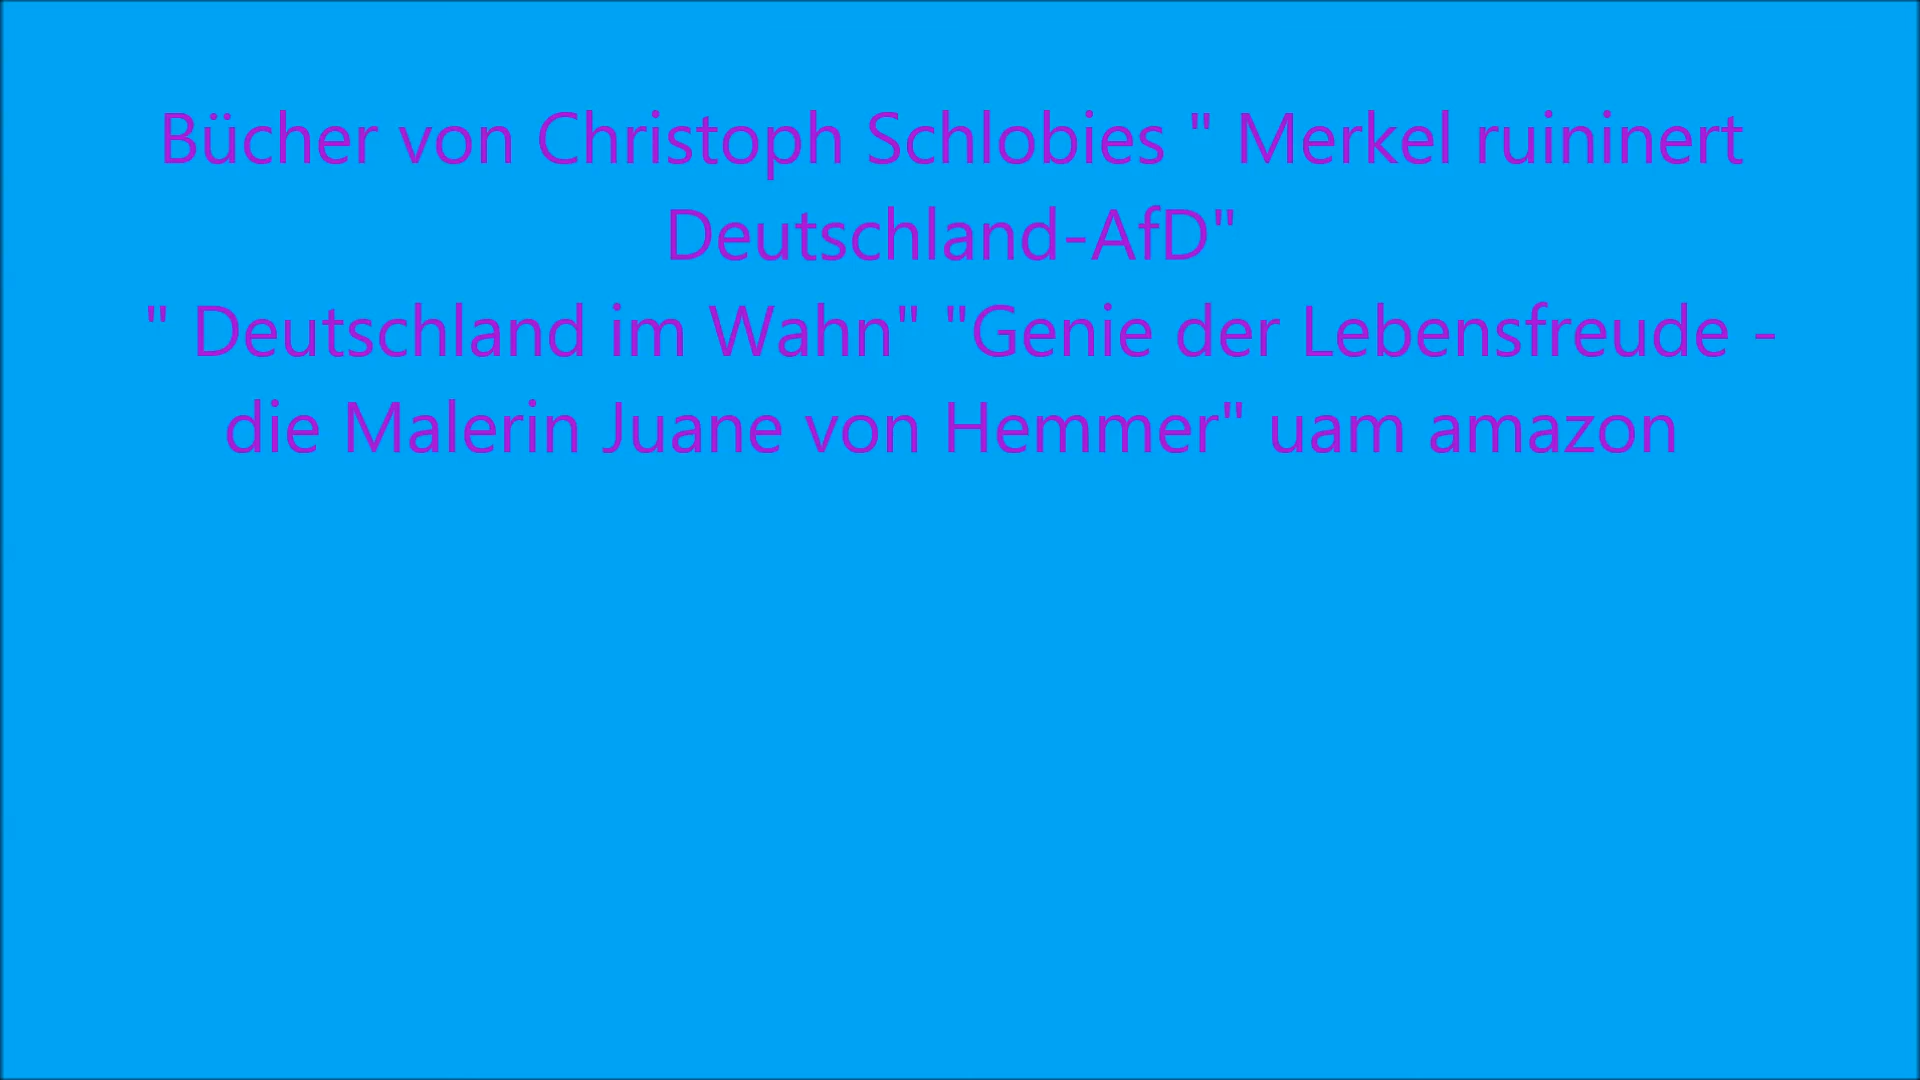 Bücher von Christoph Schlobies " Merkel ruininert
Deutschland-AfD"
" Deutschland im Wahn" "Genie der Lebensfreude -
die Malerin Juane von Hemmer" uam amazon